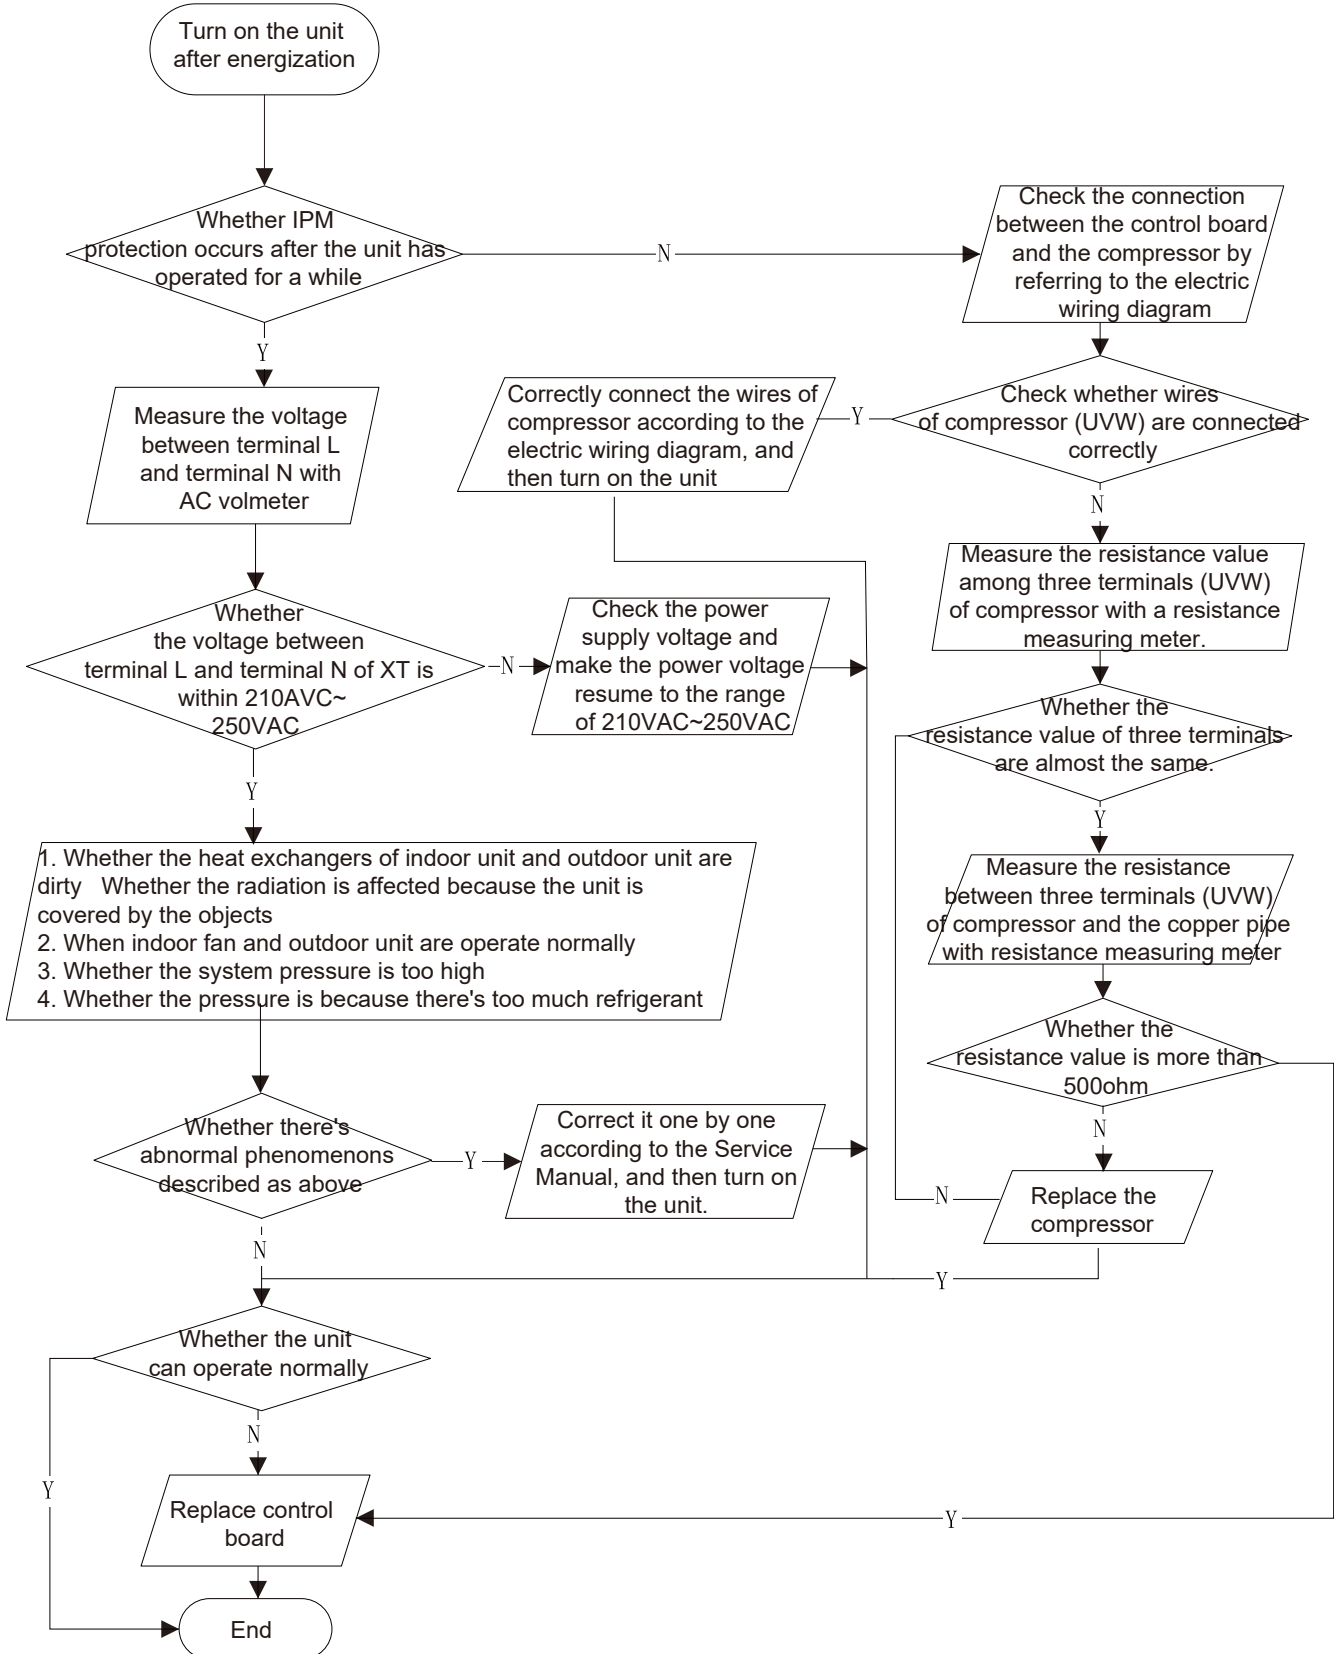 Turn on the unit
after energization
Whether IPM
protection occurs after the unit has
operated for a while
N
Check the connection
between the control board
and the compressor by
referring to the electric
wiring diagram
Y
Measure the voltage
between terminal L
and terminal N with
AC volmeter
Correctly connect the wires of
compressor according to the
electric wiring diagram, and
then turn on the unit
Y
Check whether wires
of compressor (UVW) are connected
correctly
N
Measure the resistance value
among three terminals (UVW)
of compressor with a resistance
measuring meter.
Whether
the voltage between
terminal L and terminal N of XT is
within 210AVC~
250VAC
N
Check the power
supply voltage and
make the power voltage
resume to the range
of 210VAC~250VAC
Whether the
resistance value of three terminals
are almost the same.
Y
Y
1. Whether the heat exchangers of indoor unit and outdoor unit are
dirty Whether the radiation is affected because the unit is
covered by the objects
2. When indoor fan and outdoor unit are operate normally
3. Whether the system pressure is too high
4. Whether the pressure is because there's too much refrigerant
Measure the resistance
between three terminals (UVW)
of compressor and the copper pipe
with resistance measuring meter
Whether the
resistance value is more than
500ohm
Whether there's
abnormal phenomenons
described as above
Y
Correct it one by one
according to the Service
Manual, and then turn on
the unit.
N
N
Replace the
compressor
N
Y
Whether the unit
can operate normally
N
Y
Replace control
board
Y
End